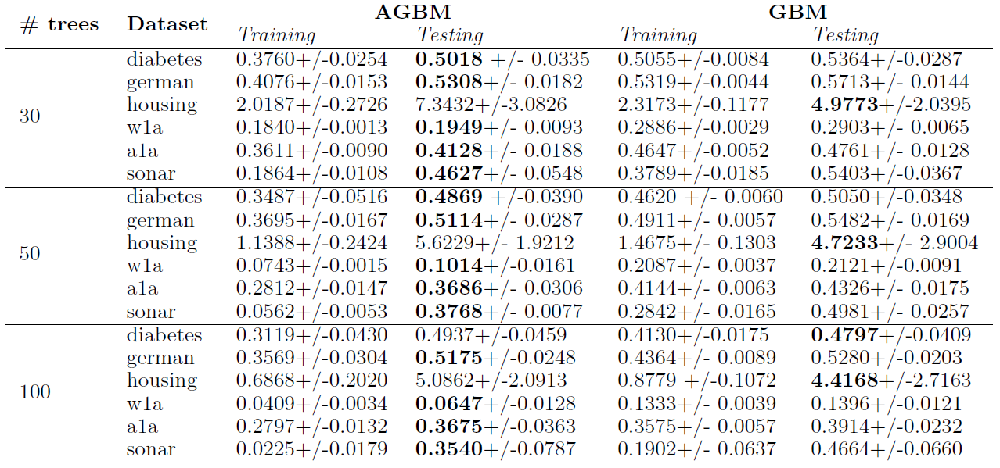 # trees Dataset AGBM GBM
Training Testing Training Testing
diabetes 0.3760+/-0.0254 0.5018 +/- 0.0335 0.5055+/-0.0084 0.5364+/-0.0287
german 0.4076+/-0.0153 0.5308+/- 0.0182 0.5319+/-0.0044 0.5713+/- 0.0144
housing 2.0187+/-0.2726 7.3432+/-3.0826 2.3173+/-0.1177 4.9773+/-2.0395
30
w1a 0.1840+/-0.0013 0.1949+/- 0.0093 0.2886+/-0.0029 0.2903+/- 0.0065
a1a 0.3611+/-0.0090 0.4128+/- 0.0188 0.4647+/-0.0052 0.4761+/- 0.0128
sonar 0.1864+/-0.0108 0.4627+/- 0.0548 0.3789+/-0.0185 0.5403+/-0.0367
diabetes 0.3487+/-0.0516 0.4869 +/-0.0390 0.4620 +/- 0.0060 0.5050+/-0.0348
german 0.3695+/-0.0167 0.5114+/- 0.0287 0.4911+/- 0.0057 0.5482+/- 0.0169
housing 1.1388+/-0.2424 5.6229+/- 1.9212 1.4675+/- 0.1303 4.7233+/- 2.9004
50
w1a 0.0743+/-0.0015 0.1014+/-0.0161 0.2087+/- 0.0037 0.2121+/-0.0091
a1a 0.2812+/-0.0147 0.3686+/- 0.0306 0.4144+/- 0.0063 0.4326+/- 0.0175
sonar 0.0562+/-0.0053 0.3768+/- 0.0077 0.2842+/- 0.0165 0.4981+/- 0.0257
diabetes 0.3119+/-0.0430 0.4937+/-0.0459 0.4130+/-0.0175 0.4797+/-0.0409
german 0.3569+/-0.0304 0.5175+/-0.0248 0.4364+/- 0.0089 0.5280+/-0.0203
housing 0.6868+/-0.2020 5.0862+/-2.0913 0.8779 +/-0.1072 4.4168+/-2.7163
100
w1a 0.0409+/-0.0034 0.0647+/-0.0128 0.1333+/- 0.0039 0.1396+/-0.0121
a1a 0.2797+/-0.0132 0.3675+/-0.0363 0.3575+/- 0.0057 0.3914+/-0.0232
sonar 0.0225+/-0.0179 0.3540+/-0.0787 0.1902+/- 0.0637 0.4664+/-0.0660